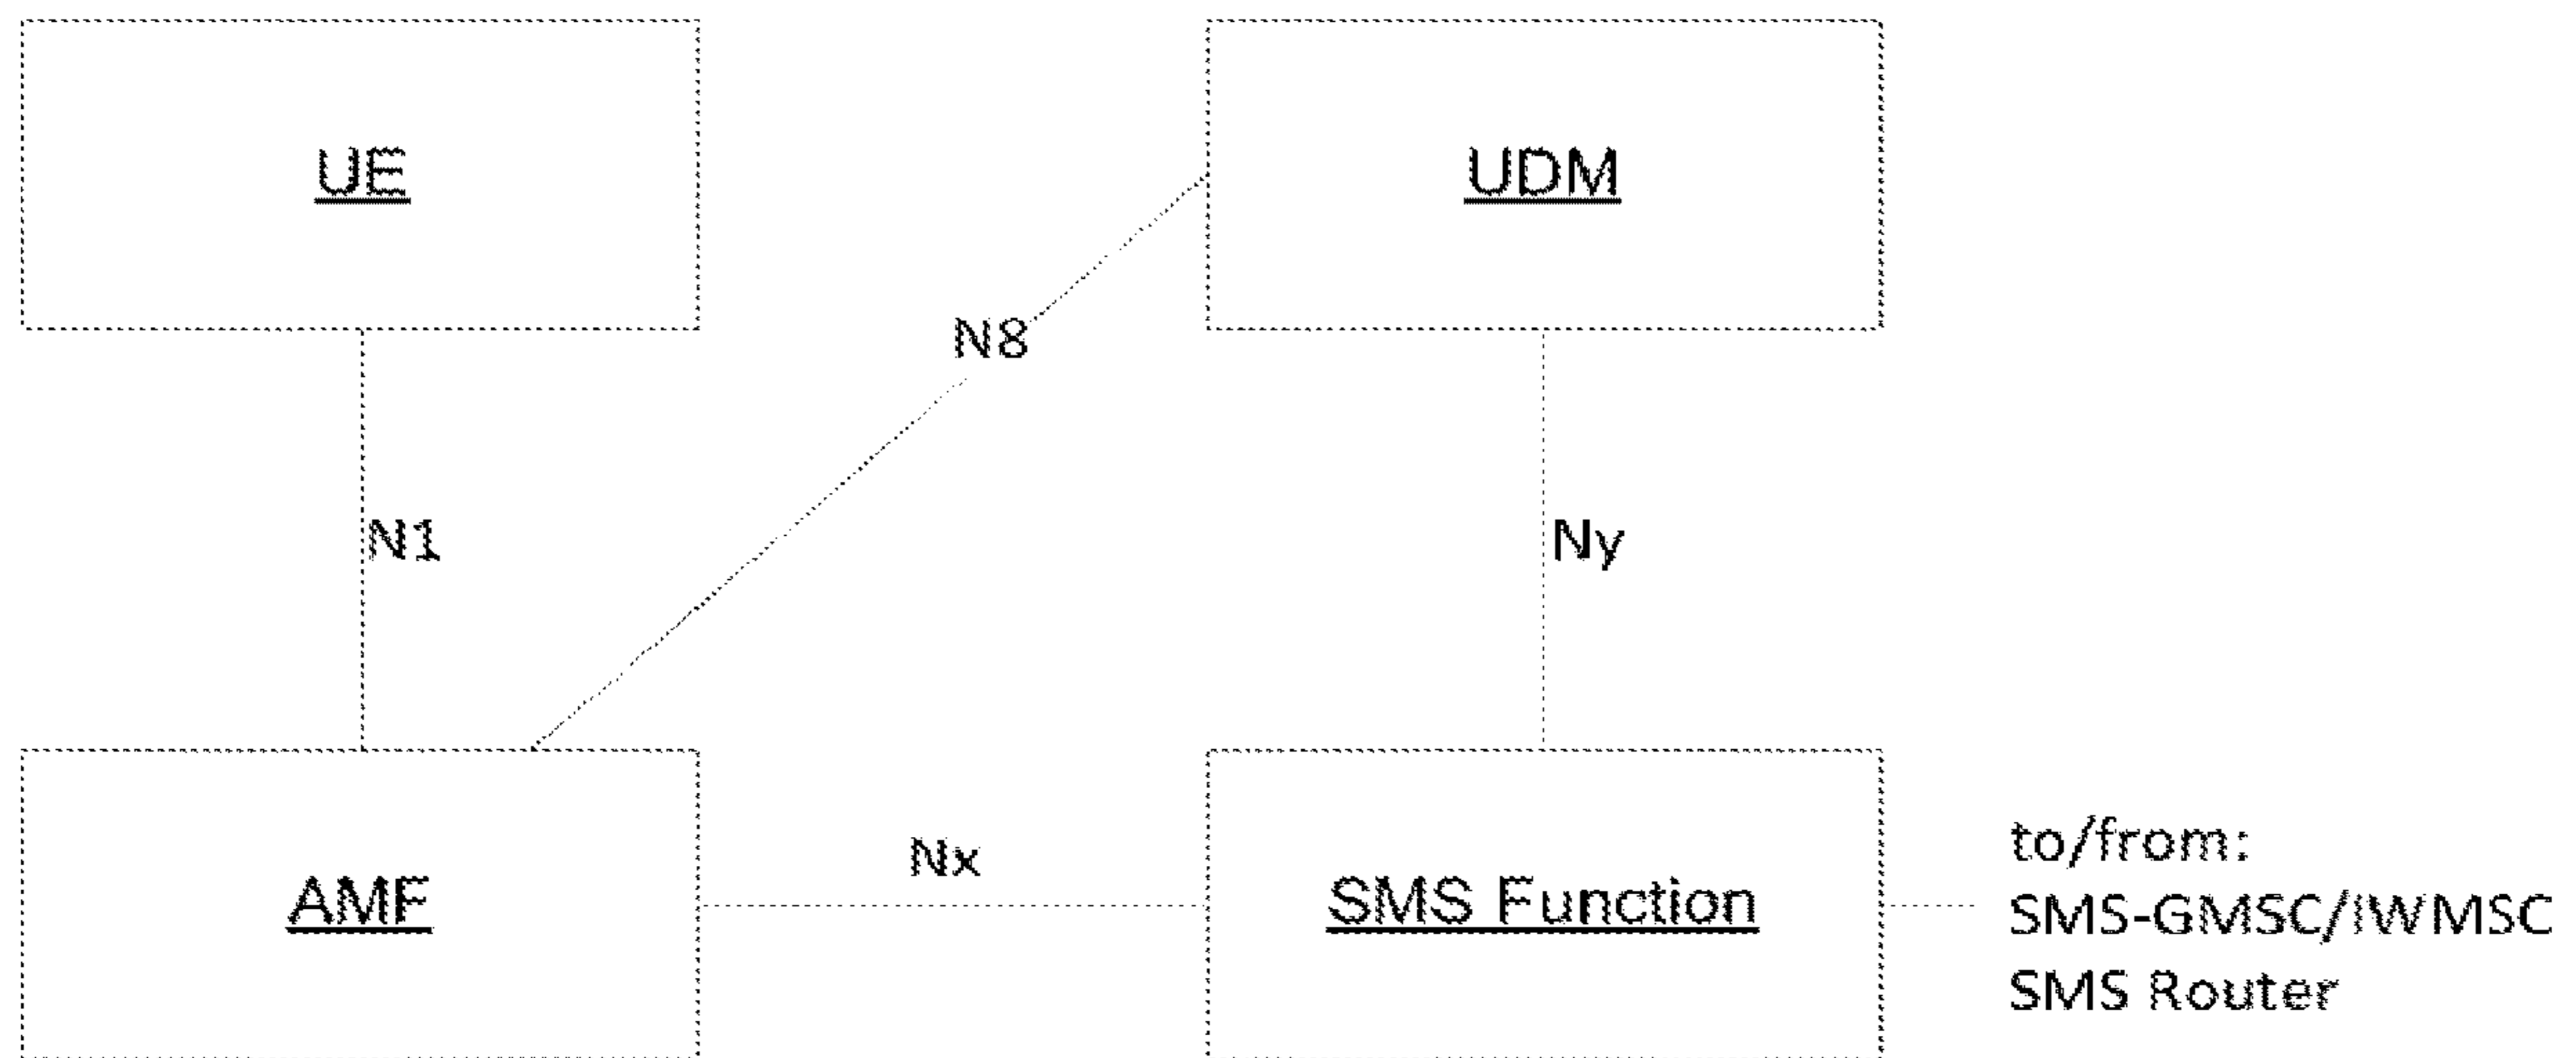 UE
UDM
N8
N1
Ny
AMF
Nx
SMS Function
to/from:
SMS-GMSC/IWMSC
SMS Router